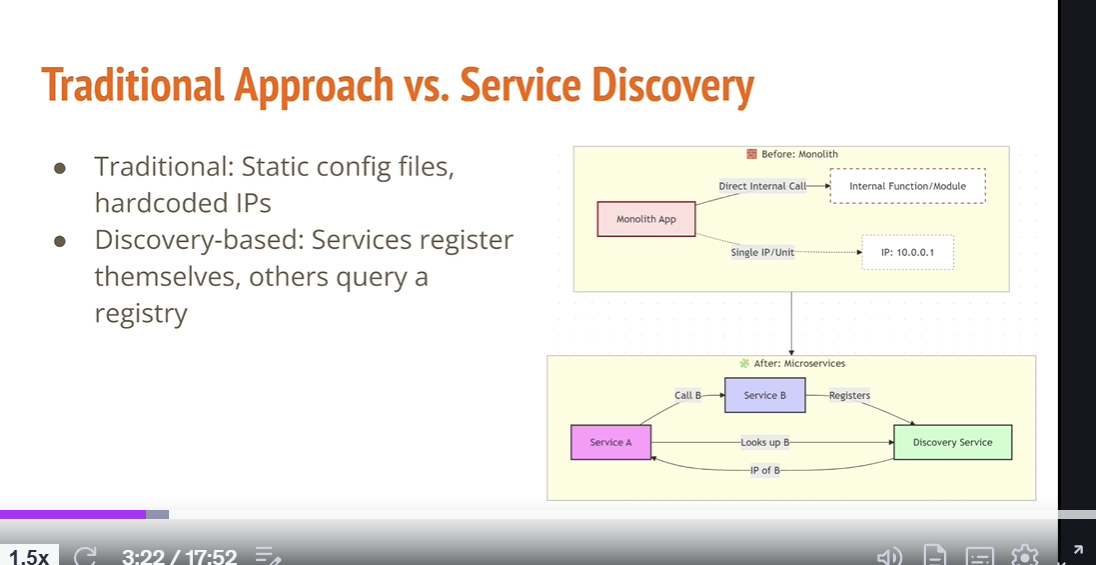 Traditional Approach vs. Service Discovery
● Traditional: Static config files,
hardcoded IPs
● Discovery-based: Services register
themselves, others query a
registry
Before: Monolith
Direct Internal Call
Internal Function/Module
Monolith App
Single IP/Unit
IP: 10.0.0.1
After: Microservices
Call B
Service B
Registers
Service A
Looks up B
Discovery Service
IP of B
1.5x
3:22 / 17:52